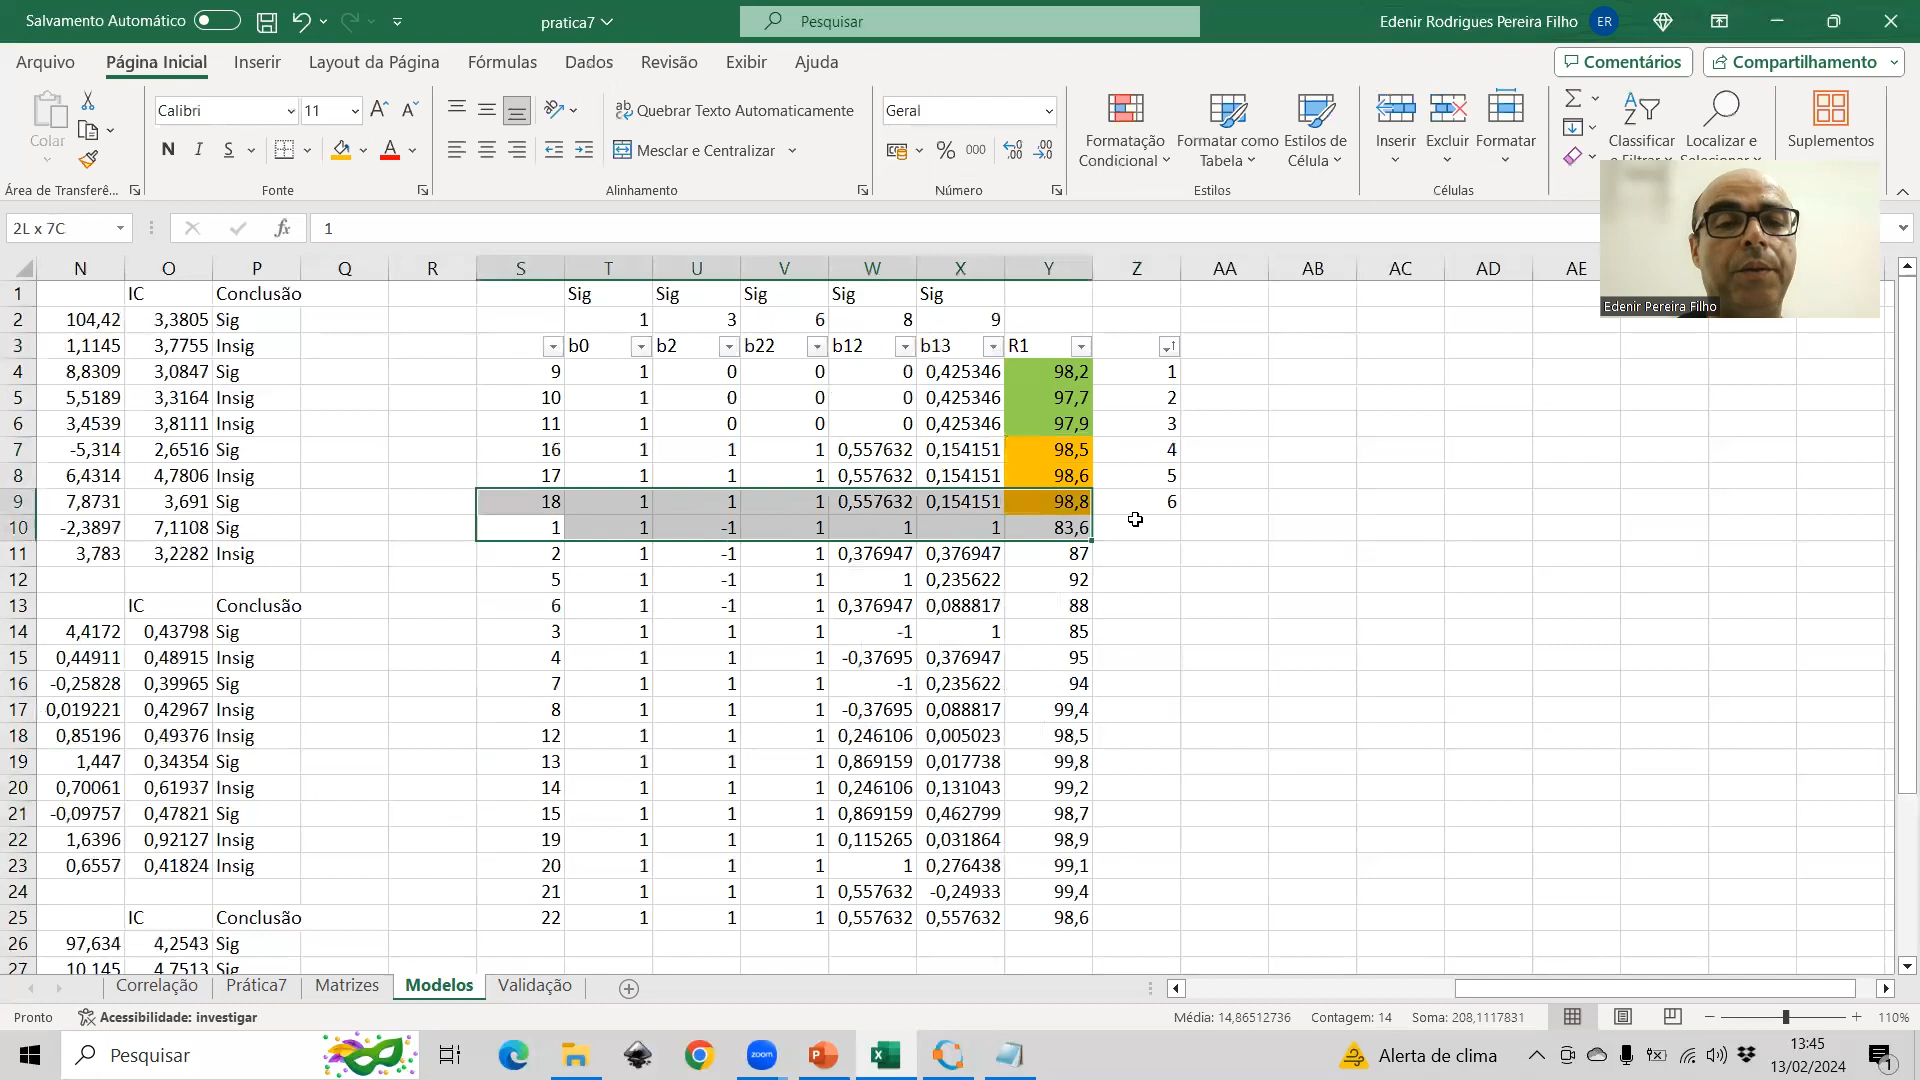 Salvamento Automático
pratica7
Pesquisar
Edenir Rodrigues Pereira Filho
ER
Arquivo Página Inicial Inserir Layout da Página Fórmulas Dados Revisão Exibir Ajuda
Comentários
Compartilhamento
Colar
Calibri 11
N I S
Quebrar Texto Automaticamente
Mesclar e Centralizar
Geral
% 000
Formatação Condicional
Formatar como Tabela
Estilos de Célula
Inserir Excluir Formatar
Classificar e Filtrar
Localizar e Selecionar
Suplementos
Área de Transferê... Fonte Alinhamento Número Estilos Células
Edenir Pereira Filho
2L x 7C fx 1
N O P Q R S T U V W X Y Z AA AB AC AD AE
1 IC Conclusão Sig Sig Sig Sig Sig
2 104,42 3,3805 Sig 1 3 6 8 9
3 1,1145 3,7755 Insig b0 b2 b22 b12 b13 R1
4 8,8309 3,0847 Sig 9 1 0 0 0 0,425346 98,2 1
5 5,5189 3,3164 Insig 10 1 0 0 0 0,425346 97,7 2
6 3,4539 3,8111 Insig 11 1 0 0 0 0,425346 97,9 3
7 -5,314 2,6516 Sig 16 1 1 1 0,557632 0,154151 98,5 4
8 6,4314 4,7806 Insig 17 1 1 1 0,557632 0,154151 98,6 5
9 7,8731 3,691 Sig 18 1 1 1 0,557632 0,154151 98,8 6
10 -2,3897 7,1108 Sig 1 1 -1 1 1 1 83,6
11 3,783 3,2282 Insig 2 1 -1 1 0,376947 0,376947 87
12 5 1 -1 1 1 0,235622 92
13 IC Conclusão 6 1 -1 1 0,376947 0,088817 88
14 4,4172 0,43798 Sig 3 1 1 1 -1 1 85
15 0,44911 0,48915 Insig 4 1 1 1 -0,37695 0,376947 95
16 -0,25828 0,39965 Sig 7 1 1 1 -1 0,235622 94
17 0,019221 0,42967 Insig 8 1 1 1 -0,37695 0,088817 99,4
18 0,85196 0,49376 Insig 12 1 1 1 0,246106 0,005023 98,5
19 1,447 0,34354 Sig 13 1 1 1 0,869159 0,017738 99,8
20 0,70061 0,61937 Insig 14 1 1 1 0,246106 0,131043 99,2
21 -0,09757 0,47821 Sig 15 1 1 1 0,869159 0,462799 98,7
22 1,6396 0,92127 Insig 19 1 1 1 0,115265 0,031864 98,9
23 0,6557 0,41824 Insig 20 1 1 1 1 0,276438 99,1
24 21 1 1 1 0,557632 -0,24933 99,4
25 IC Conclusão 22 1 1 1 0,557632 0,557632 98,6
26 97,634 4,2543 Sig
27 10,145 4,7513 Sig
Correlação Prática7 Matrizes Modelos Validação
Pronto Acessibilidade: investigar Média: 14,86512736 Contagem: 14 Soma: 208,1117831 110%
Pesquisar
zoom
Alerta de clima
13:45
13/02/2024
1